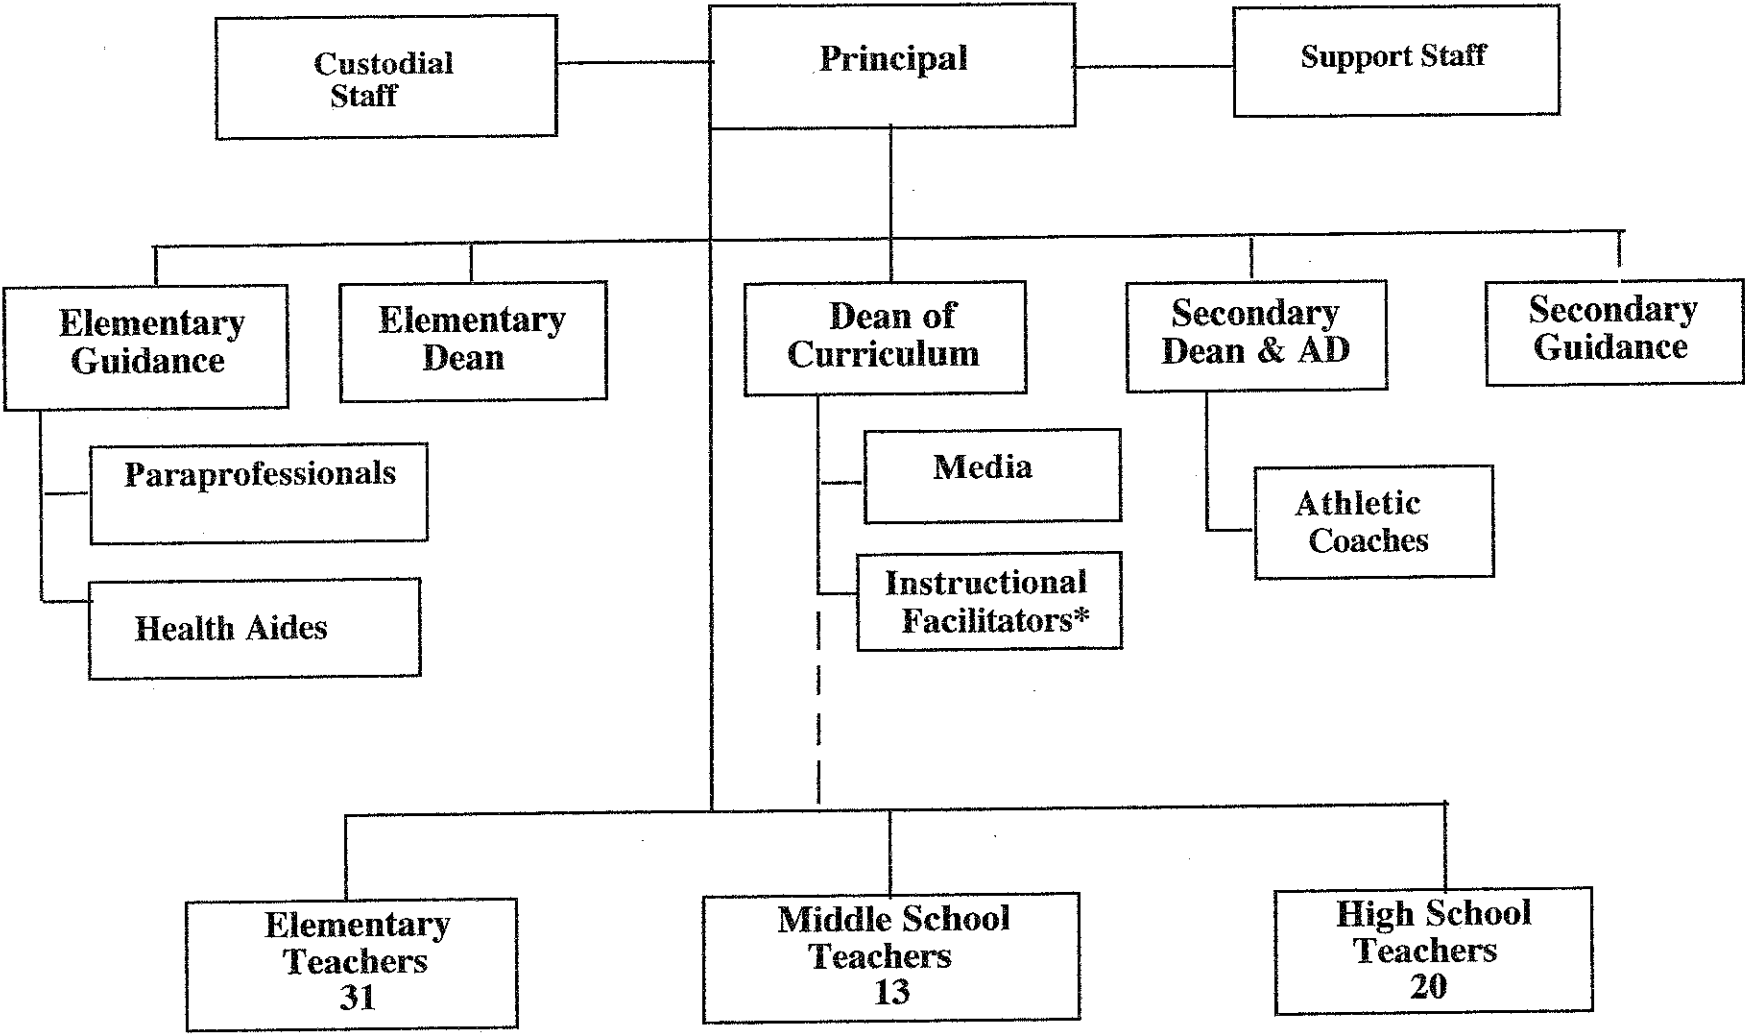 Custodial
Staff
Principal
Support Staff
Elementary
Guidance
Elementary
Dean
Dean of
Curriculum
Secondary
Dean & AD
Secondary
Guidance
Paraprofessionals
Health Aides
Media
Instructional
Facilitators*
Athletic
Coaches
Elementary
Teachers
31
Middle School
Teachers
13
High School
Teachers
20